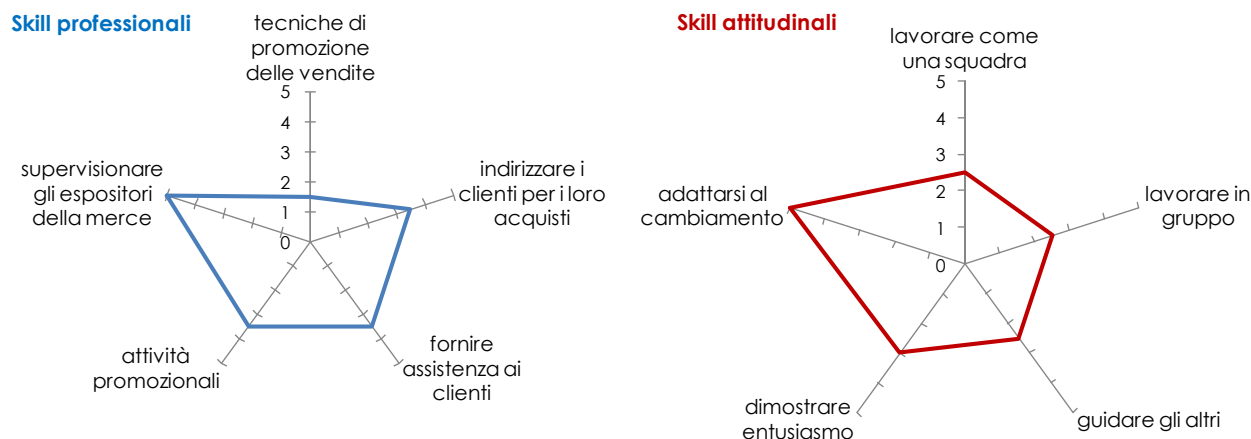 Skill professionali
tecniche di
promozione
delle vendite
5
4
3
2
1
0
indirizzare i
clienti per i loro
acquisti
fornire
assistenza ai
clienti
attività
promozionali
supervisionare
gli espositori
della merce
Skill attitudinali
lavorare come
una squadra
5
4
3
2
1
0
lavorare in
gruppo
guidare gli altri
dimostrare
entusiasmo
adattarsi al
cambiamento